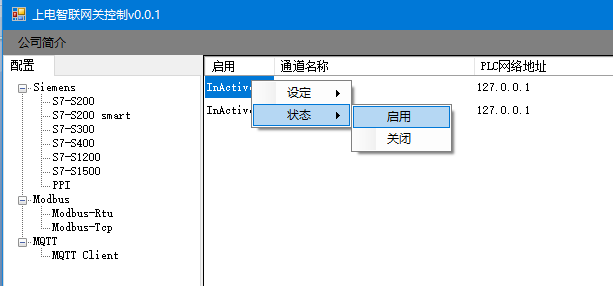 上电智联网关控制v0.0.1
公司简介
配置
启用 通道名称 PLC网络地址
Siemens
S7-S200
S7-S200 smart
S7-S300
S7-S400
S7-S1200
S7-S1500
PPI
Modbus
Modbus-Rtu
Modbus-Tcp
MQTT
MQTT Client
InActive 127.0.0.1
InActive 127.0.0.1
设定
状态
启用
关闭